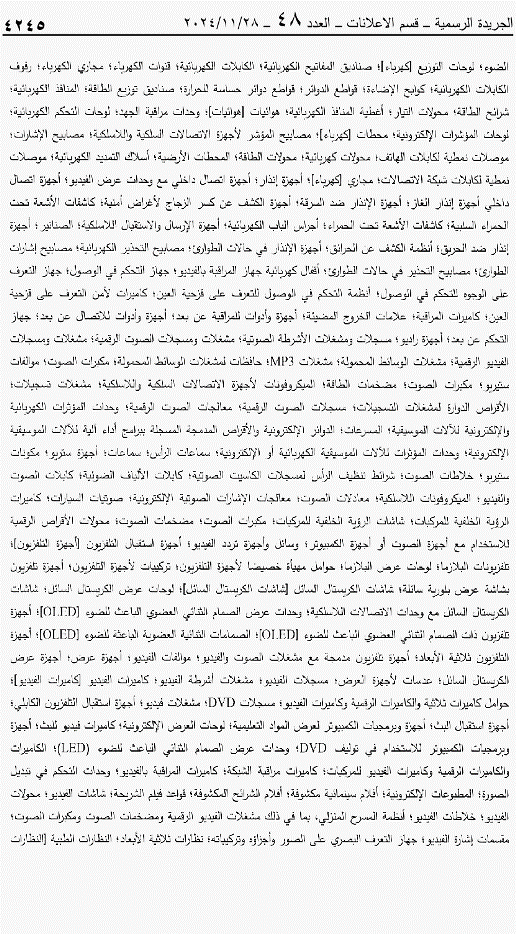 الجريدة الرسمية – قسم الاعلانات – العدد ٤٨ – ٢٠٢٤/١١/٢٨ ٤٢٤٥
الضوء؛ لوحات التوزيع [كهرباء]؛ صناديق المفاتيح الكهربائية؛ الكابلات الكهربائية؛ قنوات الكهرباء؛ مجاري الكهرباء؛ رفوف
الكابلات الكهربائية؛ كوابح الإضاءة؛ قواطع الدوائر؛ قواطع دوائر حساسة للحرارة؛ صناديق توزيع الطاقة؛ المنافذ الكهربائية؛
شرائح الطاقة؛ محولات التيار؛ أغطية المنافذ الكهربائية؛ هوائيات [هوائيات]؛ وحدات مراقبة الجهد؛ لوحات التحكم الكهربائية؛
لوحات المؤشرات الإلكترونية؛ محطات [كهرباء]؛ مصابيح المؤشر لأجهزة الاتصالات السلكية واللاسلكية؛ مصابيح الإشارات؛
موصلات نمطية لكابلات الهاتف؛ محولات كهربائية؛ محولات الطاقة؛ المحطات الأرضية؛ أسلاك التمديد الكهربائية؛ موصلات
نمطية لكابلات شبكة الاتصالات؛ مجاري [كهرباء]؛ أجهزة إنذار؛ أجهزة اتصال داخلي مع وحدات عرض الفيديو؛ أجهزة اتصال
داخلي أجهزة إنذار الغاز؛ أجهزة الإنذار ضد السرقة؛ أجهزة الكشف عن كسر الزجاج لأغراض أمنية؛ كاشفات الأشعة تحت
الحمراء السلبية؛ كاشفات الأشعة تحت الحمراء؛ أجراس الباب الكهربائية؛ أجهزة الإرسال والاستقبال اللاسلكية؛ الصنانير؛ أجهزة
إنذار ضد الحريق؛ أنظمة الكشف عن الحرائق؛ أجهزة الإنذار في حالات الطوارئ؛ مصابيح التحذير الكهربائية؛ مصابيح إشارات
الطوارئ؛ مصابيح التحذير في حالات الطوارئ؛ أقفال كهربائية جهاز المراقبة بالفيديو؛ جهاز التحكم في الوصول؛ جهاز التعرف
على الوجوه للتحكم في الوصول؛ أنظمة التحكم في الوصول للتعرف على قزحية العين؛ كاميرات لأمن التعرف على قزحية
العين؛ كاميرات المراقبة؛ علامات الخروج المضيئة؛ أجهزة وأدوات للمراقبة عن بعد؛ أجهزة وأدوات للاتصال عن بعد؛ جهاز
التحكم عن بعد؛ أجهزة راديو؛ مسجلات ومشغلات الأشرطة الصوتية؛ مشغلات ومسجلات الصوت الرقمية؛ مشغلات ومسجلات
الفيديو الرقمية؛ مشغلات الوسائط المحمولة؛ مشغلات MP3؛ حافظات لمشغلات الوسائط المحمولة؛ مكبرات الصوت؛ موالفات
ستيريو؛ مكبرات الصوت؛ مضخمات الطاقة؛ الميكروفونات لأجهزة الاتصالات السلكية واللاسلكية؛ مشغلات تسجيلات؛
الأقراص الدوارة لمشغلات التسجيلات؛ مسجلات الصوت الرقمية؛ معالجات الصوت الرقمية؛ وحدات المؤثرات الكهربائية
والإلكترونية للآلات الموسيقية؛ المسرعات؛ الدوائر الإلكترونية والأقراص المدمجة المسجلة ببرامج أداء آلية للآلات الموسيقية
الإلكترونية؛ وحدات المؤثرات للآلات الموسيقية الكهربائية أو الإلكترونية؛ سماعات الرأس؛ سماعات؛ أجهزة ستريو؛ مكونات
ستيريو؛ خلاطات الصوت؛ شرائط تنظيف الرأس لمسجلات الكاسيت الصوتية؛ كابلات الألياف الضوئية؛ كابلات الصوت
والفيديو؛ الميكروفونات اللاسلكية؛ معادلات الصوت؛ معالجات الإشارات الصوتية الإلكترونية؛ صوتيات السيارات؛ كاميرات
الرؤية الخلفية للمركبات؛ شاشات الرؤية الخلفية للمركبات؛ مكبرات الصوت؛ مضخمات الصوت؛ محولات الأقراص الرقمية
للاستخدام مع أجهزة الصوت أو أجهزة الكمبيوتر؛ وسائل وأجهزة تردد الفيديو؛ أجهزة استقبال التلفزيون [أجهزة التلفزيون]؛
تلفزيونات البلازما؛ لوحات عرض البلازما؛ حوامل مهيأة خصيصا لأجهزة التلفزيون؛ تركيبات لأجهزة التلفزيون؛ أجهزة تلفزيون
بشاشة عرض بلورية سائلة؛ شاشات الكريستال السائل [شاشات الكريستال السائل]؛ لوحات عرض الكريستال السائل؛ شاشات
الكريستال السائل مع وحدات الاتصالات اللاسلكية؛ وحدات عرض الصمام الثنائي العضوي الباعث للضوء [OLED]؛ أجهزة
تلفزيون ذات الصمام الثنائي العضوي الباعث للضوء [OLED]؛ الصمامات الثنائية العضوية الباعثة للضوء [OLED]؛ أجهزة
التلفزيون ثلاثية الأبعاد؛ أجهزة تلفزيون مدمجة مع مشغلات الصوت والفيديو؛ موالفات الفيديو؛ أجهزة عرض؛ أجهزة عرض
الكريستال السائل؛ عدسات لأجهزة العرض؛ مسجلات الفيديو؛ مشغلات أشرطة الفيديو؛ كاميرات الفيديو [كاميرات الفيديو]؛
حوامل كاميرات ثلاثية والكاميرات الرقمية وكاميرات الفيديو؛ مسجلات DVD؛ مشغلات فيديو؛ أجهزة استقبال التلفزيون الكابلي؛
أجهزة استقبال البث؛ أجهزة وبرمجيات الكمبيوتر لعرض المواد التعليمية؛ لوحات العرض الإلكترونية؛ كاميرات فيديو للبث؛ أجهزة
وبرمجيات الكمبيوتر للاستخدام في توليف DVD؛ وحدات عرض الصمام الثنائي الباعث للضوء (LED)؛ الكاميرات
والكاميرات الرقمية وكاميرات الفيديو للمركبات؛ كاميرات مراقبة الشبكة؛ كاميرات المراقبة بالفيديو؛ وحدات التحكم في تبديل
الصورة؛ المطبوعات الإلكترونية؛ أفلام سينمائية مكشوفة؛ أفلام الشرائح المكشوفة؛ قواعد فيلم الشريحة؛ شاشات الفيديو؛ محولات
الفيديو؛ خلاطات الفيديو؛ أنظمة المسرح المنزلي، بما في ذلك مشغلات الفيديو الرقمية ومضخمات الصوت ومكبرات الصوت؛
مقسمات إشارة الفيديو؛ جهاز التعرف البصري على الصور وأجزاؤه وتركيباته؛ نظارات ثلاثية الأبعاد؛ النظارات الطبية [النظارات